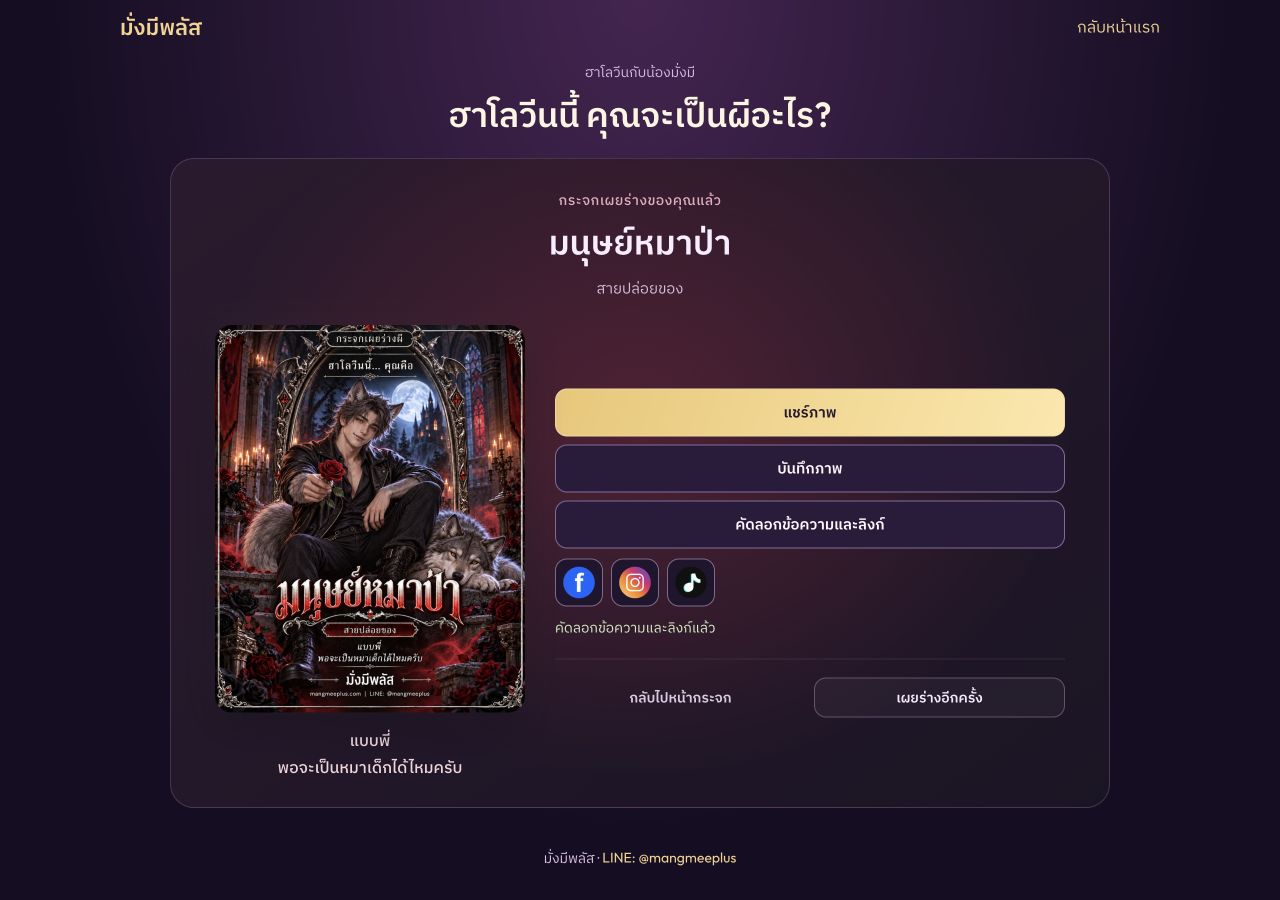 มั่งมีพลัส
กลับหน้าแรก
ฮาโลวีนกับน้องมั่งมี
ฮาโลวีนนี้ คุณจะเป็นผีอะไร?
กระจกเผยร่างของคุณแล้ว
มนุษย์หมาป่า
สายปล่อยของ
กระจกเผยร่างผี
ฮาโลวีนนี้... คุณคือ
มนุษย์หมาป่า
สายปล่อยของ
แบบพี่
พอจะเป็นหมาเด็กได้ไหมครับ
มั่งมีพลัส
mangmeeplus.com | LINE: @mangmeeplus
แบบพี่
พอจะเป็นหมาเด็กได้ไหมครับ
แชร์ภาพ
บันทึกภาพ
คัดลอกข้อความและลิงก์
คัดลอกข้อความและลิงก์แล้ว
กลับไปหน้ากระจก
เผยร่างอีกครั้ง
มั่งมีพลัส · LINE: @mangmeeplus